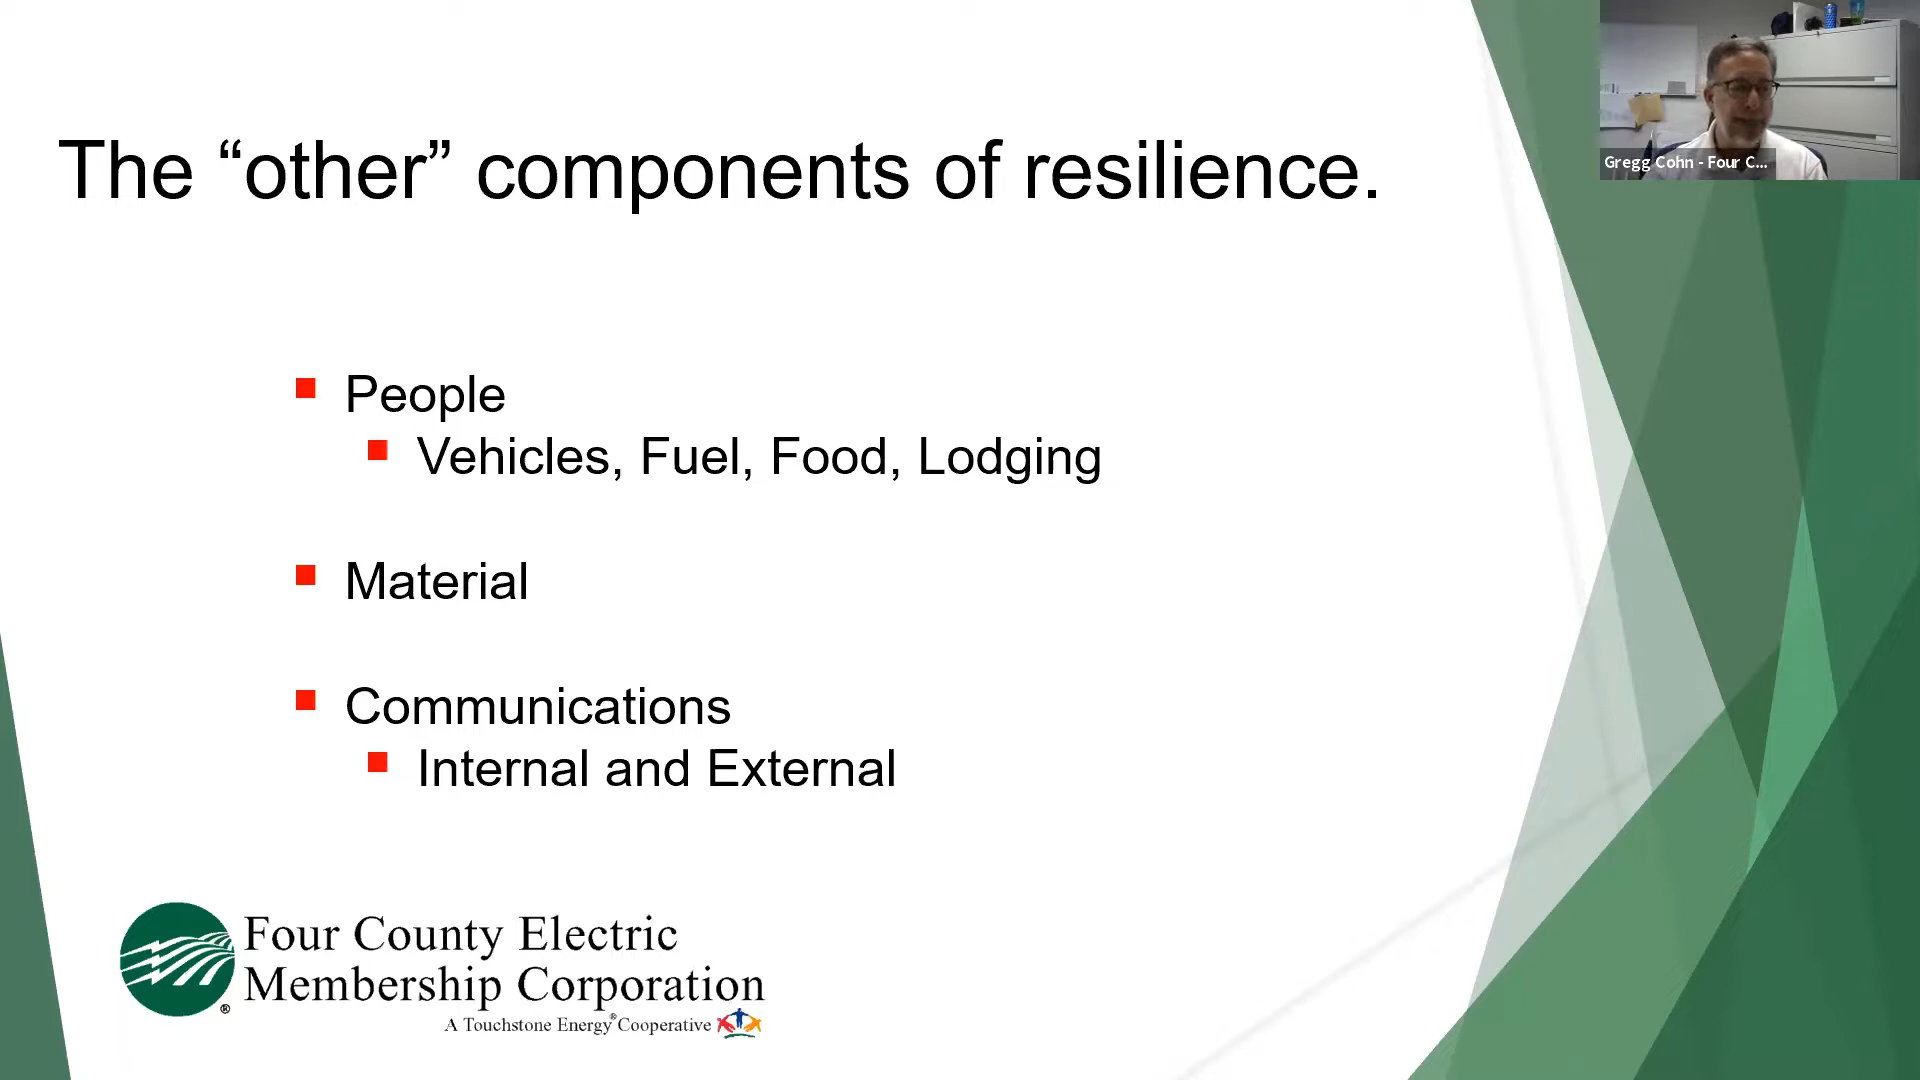 The “other” components of resilience.
Gregg Cohn - Four C...
People
Vehicles, Fuel, Food, Lodging
Material
Communications
Internal and External
Four County Electric
Membership Corporation
®
A Touchstone Energy® Cooperative